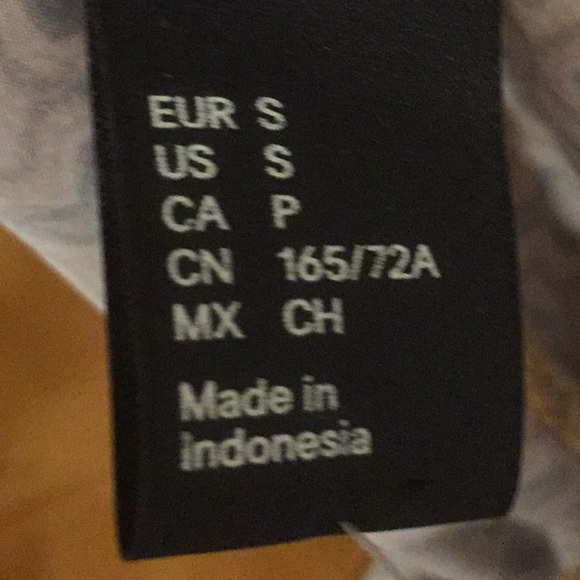 EUR S
US S
CA P
CN 165/72A
MX CH
Made in
Indonesia